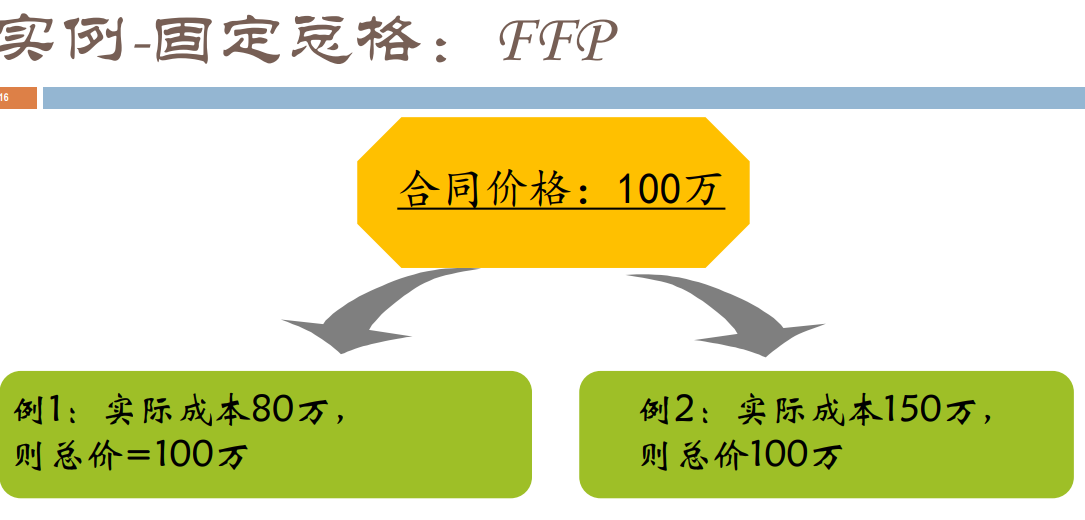 实例-固定总格：FFP
16
合同价格：100万
例1：实际成本80万，
则总价=100万
例2：实际成本150万，
则总价100万